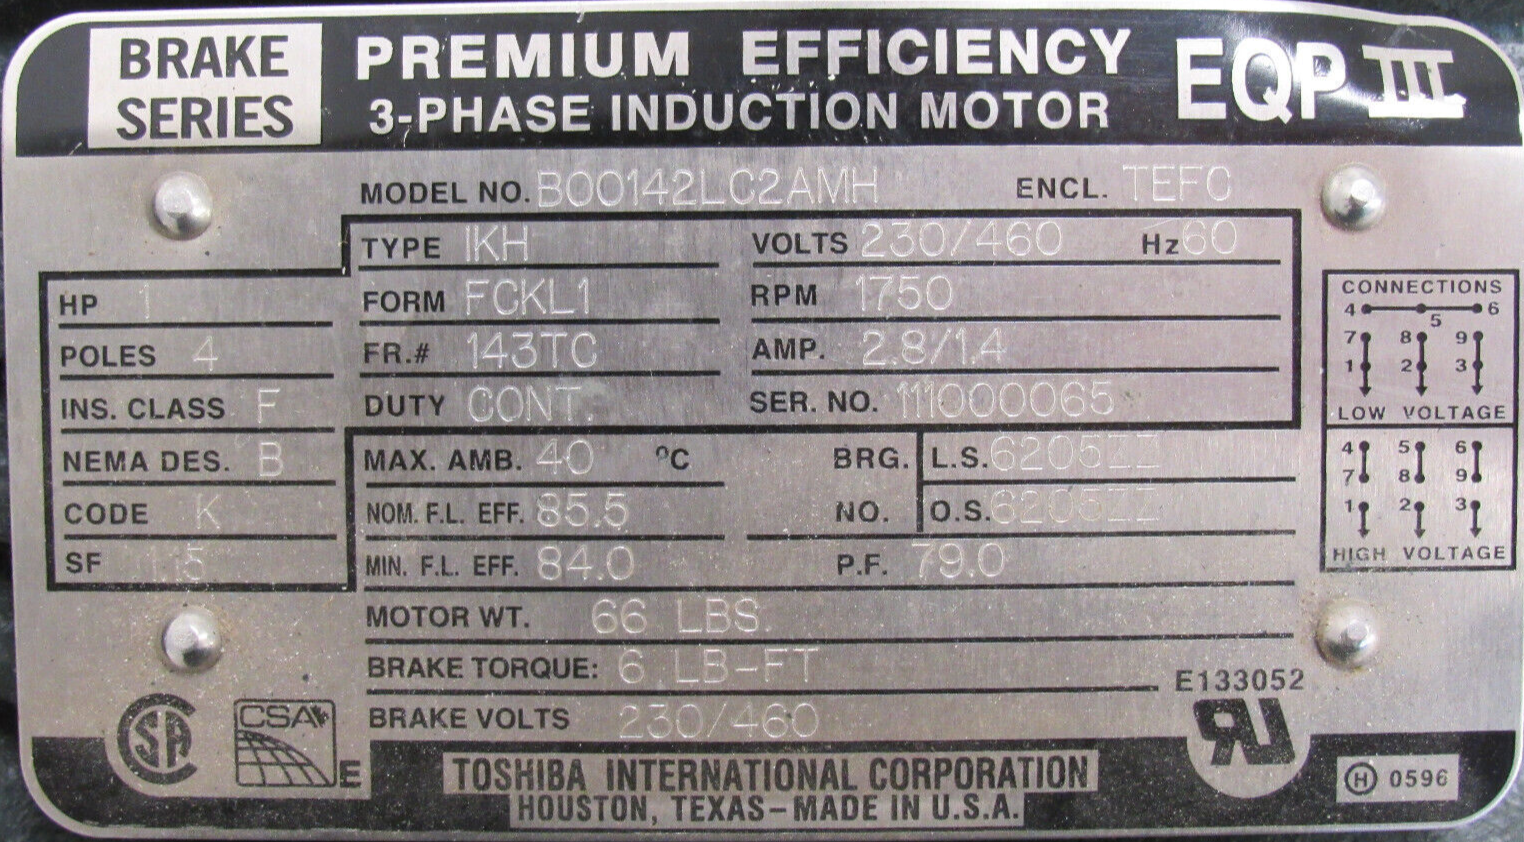 BRAKE SERIES
PREMIUM EFFICIENCY
3-PHASE INDUCTION MOTOR
EQP III
MODEL NO. B00142LC2AMH ENCL. TEFC
TYPE IKH VOLTS 230/460 Hz 60
HP 1 FORM FCKL1 RPM 1750
POLES 4 FR.# 143TC AMP. 2.8/1.4
INS. CLASS F DUTY CONT. SER. NO. 111000065
NEMA DES. B MAX. AMB. 40 °C BRG. L.S. 6205ZZ
CODE K NOM. F.L. EFF. 85.5 NO. O.S. 6205ZZ
SF 1.15 MIN. F.L. EFF. 84.0 P.F. 79.0
MOTOR WT. 66 LBS.
BRAKE TORQUE: 6 LB-FT
BRAKE VOLTS 230/460
CONNECTIONS
4 5 6
7 8 9
1 2 3
LOW VOLTAGE
4 5 6
7 8 9
1 2 3
HIGH VOLTAGE
E133052
SA
CSA
E
UR
TOSHIBA INTERNATIONAL CORPORATION
HOUSTON, TEXAS-MADE IN U.S.A.
H 0596